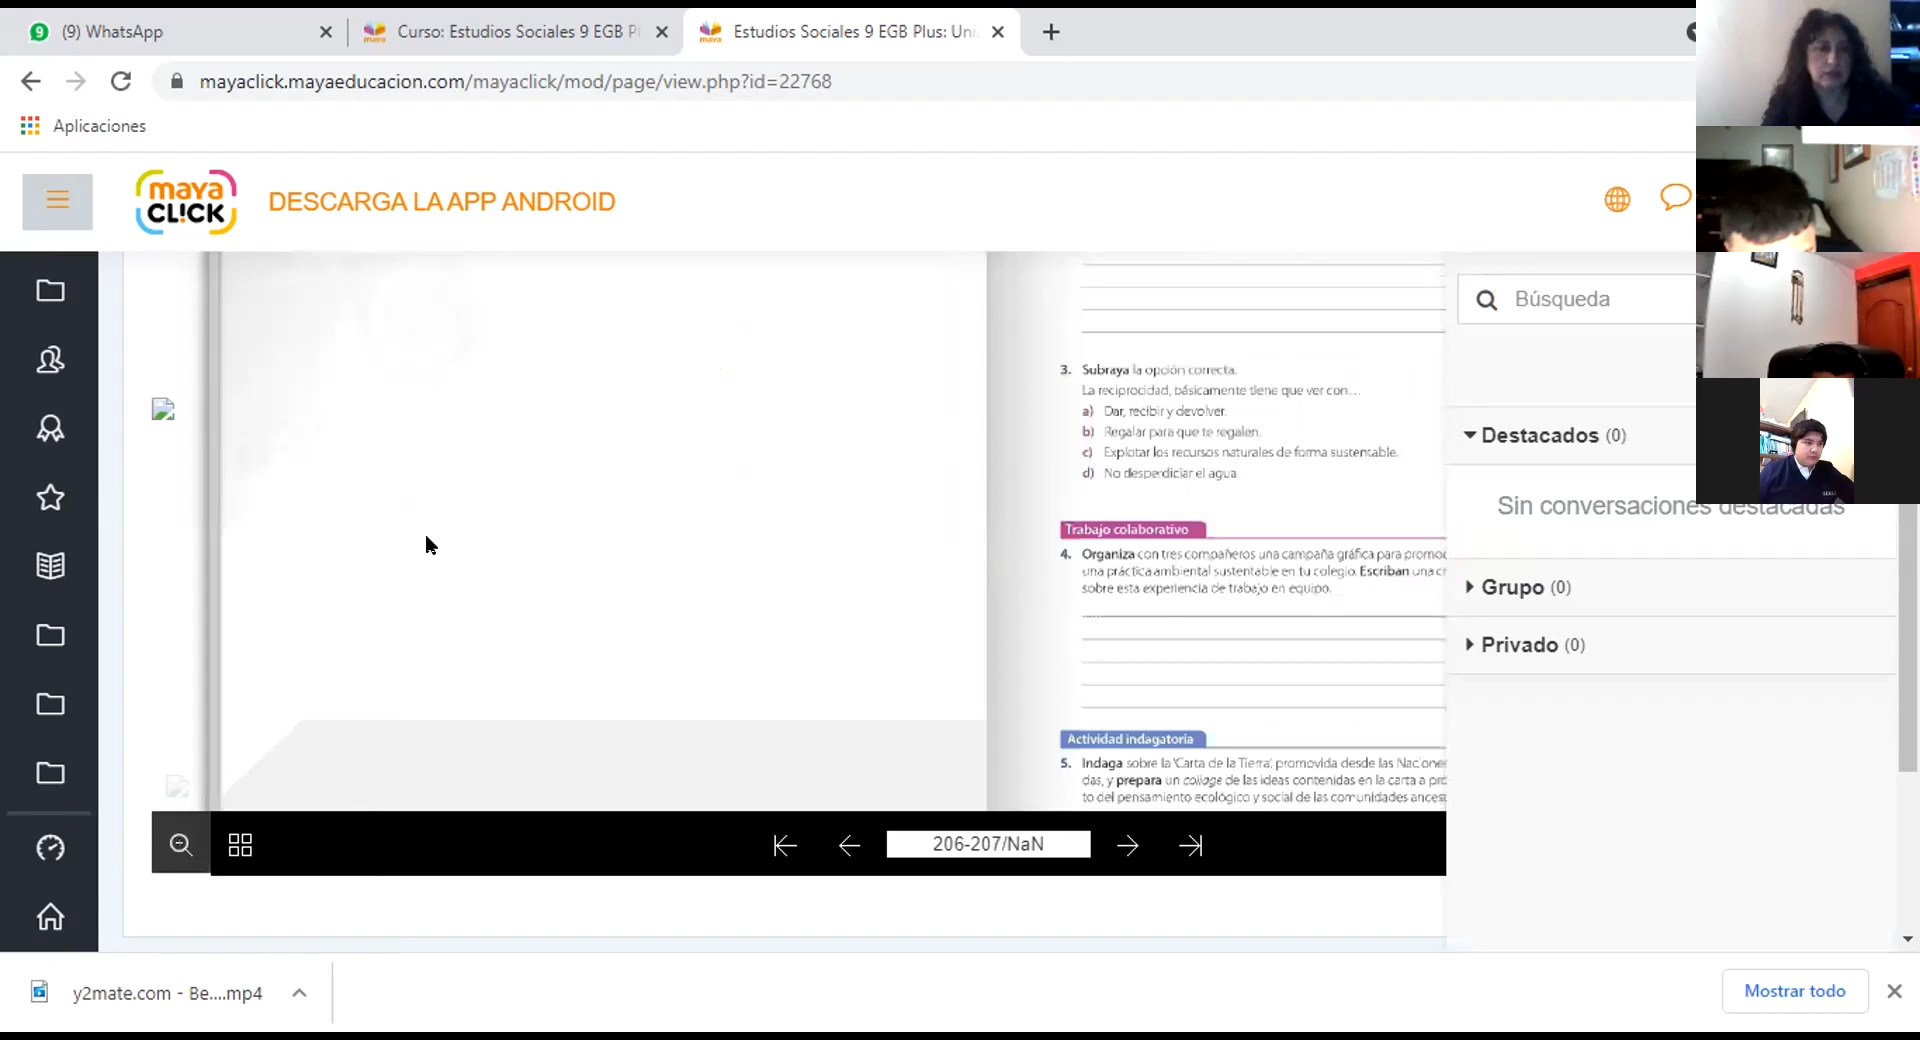 (9) WhatsApp
Curso: Estudios Sociales 9 EGB Pl
Estudios Sociales 9 EGB Plus: Uni
mayaclick.mayaeducacion.com/mayaclick/mod/page/view.php?id=22768
Aplicaciones
maya
CL!CK
DESCARGA LA APP ANDROID
Búsqueda
3. Subraya la opción correcta.
La reciprocidad, básicamente tiene que ver con...
a) Dar, recibir y devolver.
b) Regalar para que te regalen.
c) Explotar los recursos naturales de forma sustentable.
d) No desperdiciar el agua.
Trabajo colaborativo
4. Organiza con tres compañeros una campaña gráfica para promo
una práctica ambiental sustentable en tu colegio. Escriban una
sobre esta experiencia de trabajo en equipo.
Actividad indagatoria
5. Indaga sobre la 'Carta de la Tierra', promovida desde las Nacione
das, y prepara un collage de las ideas contenidas en la carta a
to del pensamiento ecológico y social de las comunidades ances
Destacados (0)
Sin conversaciones destacadas
Grupo (0)
Privado (0)
206-207/NaN
y2mate.com - Be....mp4
Mostrar todo